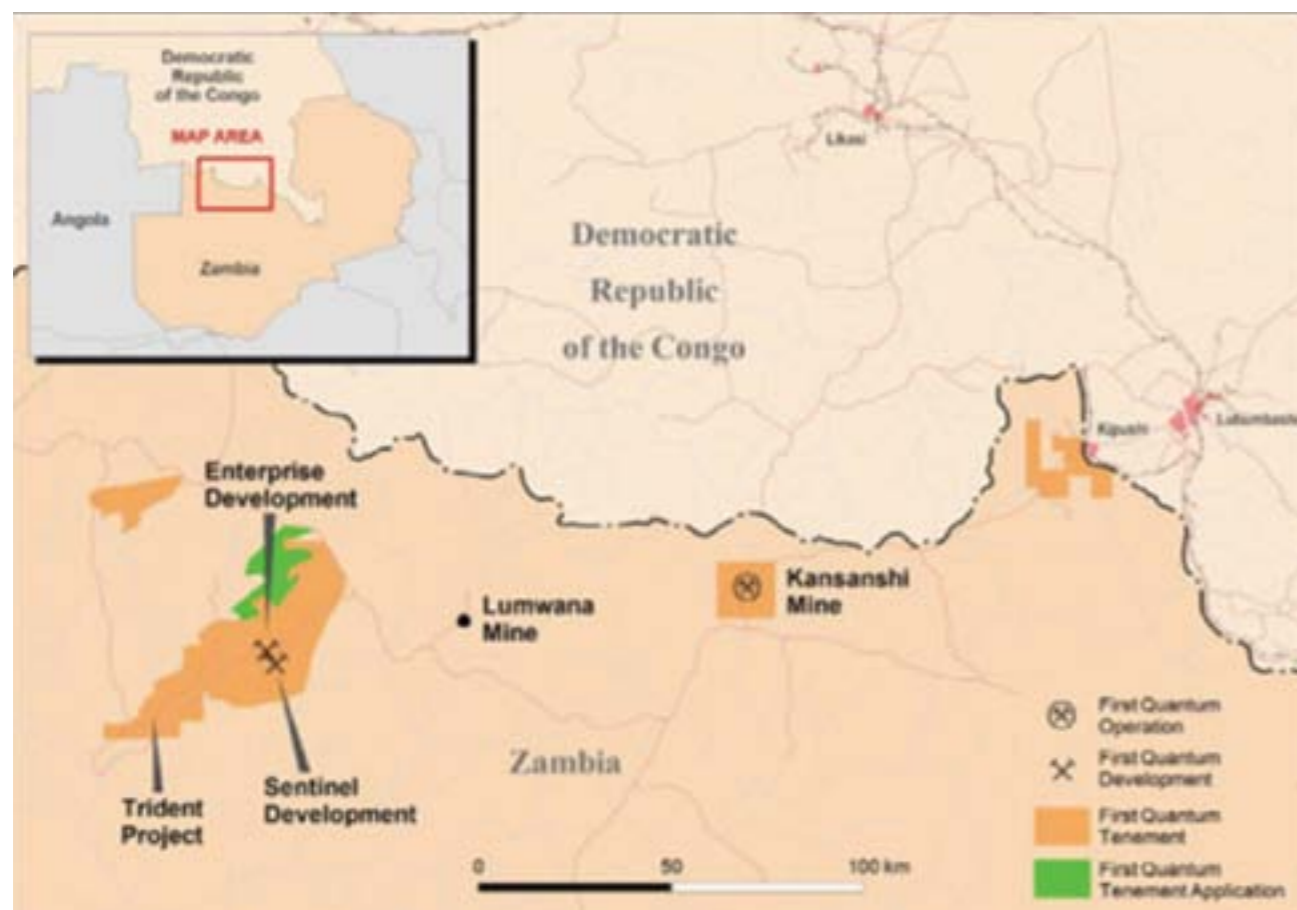 Democratic
Republic
of the Congo
MAP AREA
Angola
Zambia
Likasi
Democratic
Republic
of the Congo
Kipushi
Enterprise
Development
Lumwana
Mine
Kansanshi
Mine
Zambia
Trident
Project
Sentinel
Development
First Quantum
Operation
First Quantum
Development
First Quantum
Tenement
First Quantum
Tenement Application
0 50 100 km